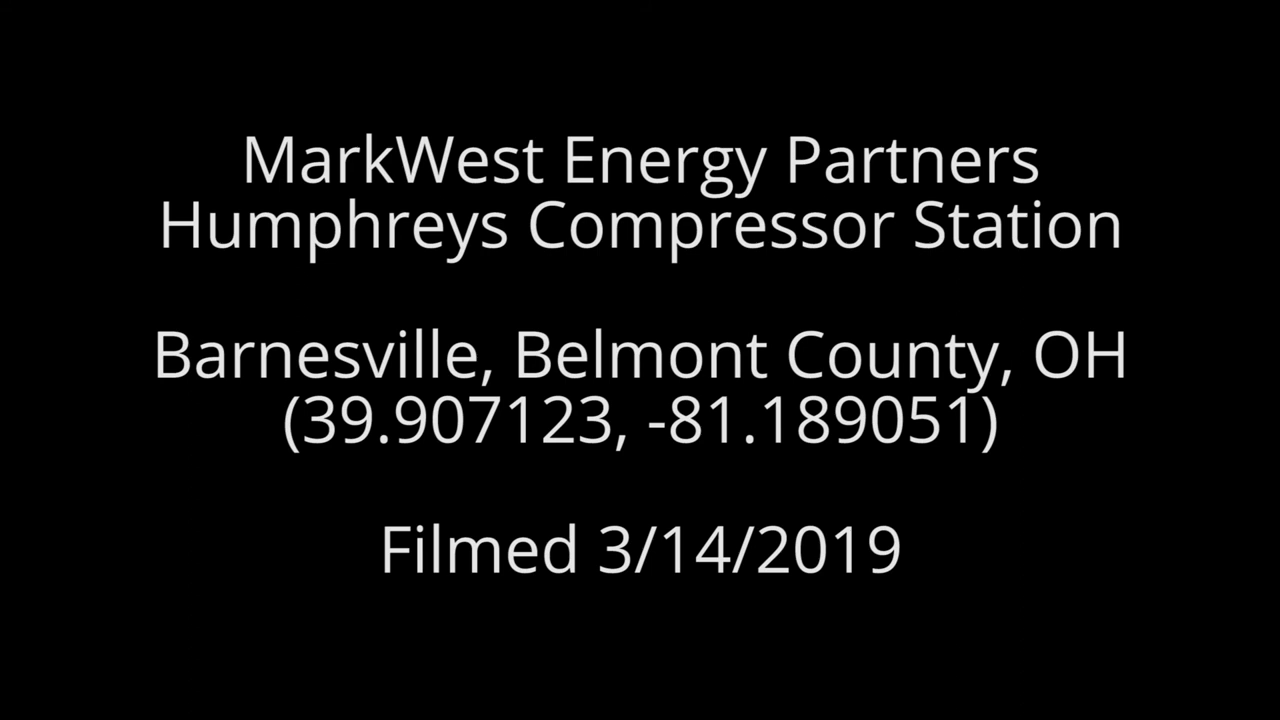 MarkWest Energy Partners
Humphreys Compressor Station
Barnesville, Belmont County, OH
(39.907123, -81.189051)
Filmed 3/14/2019